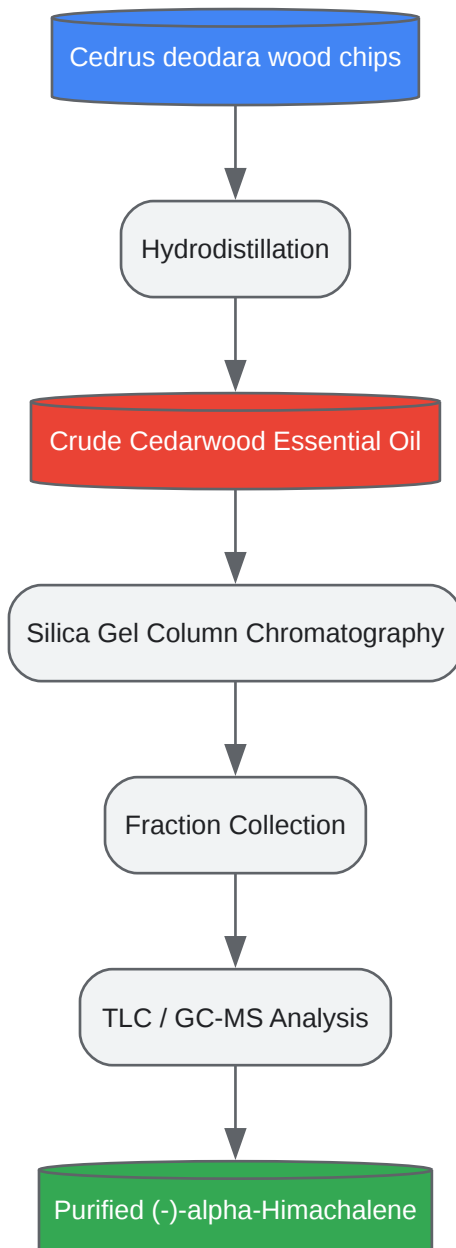 Cedrus deodara wood chips
Hydrodistillation
Crude Cedarwood Essential Oil
Silica Gel Column Chromatography
Fraction Collection
TLC / GC-MS Analysis
Purified (-)-alpha-Himachalene